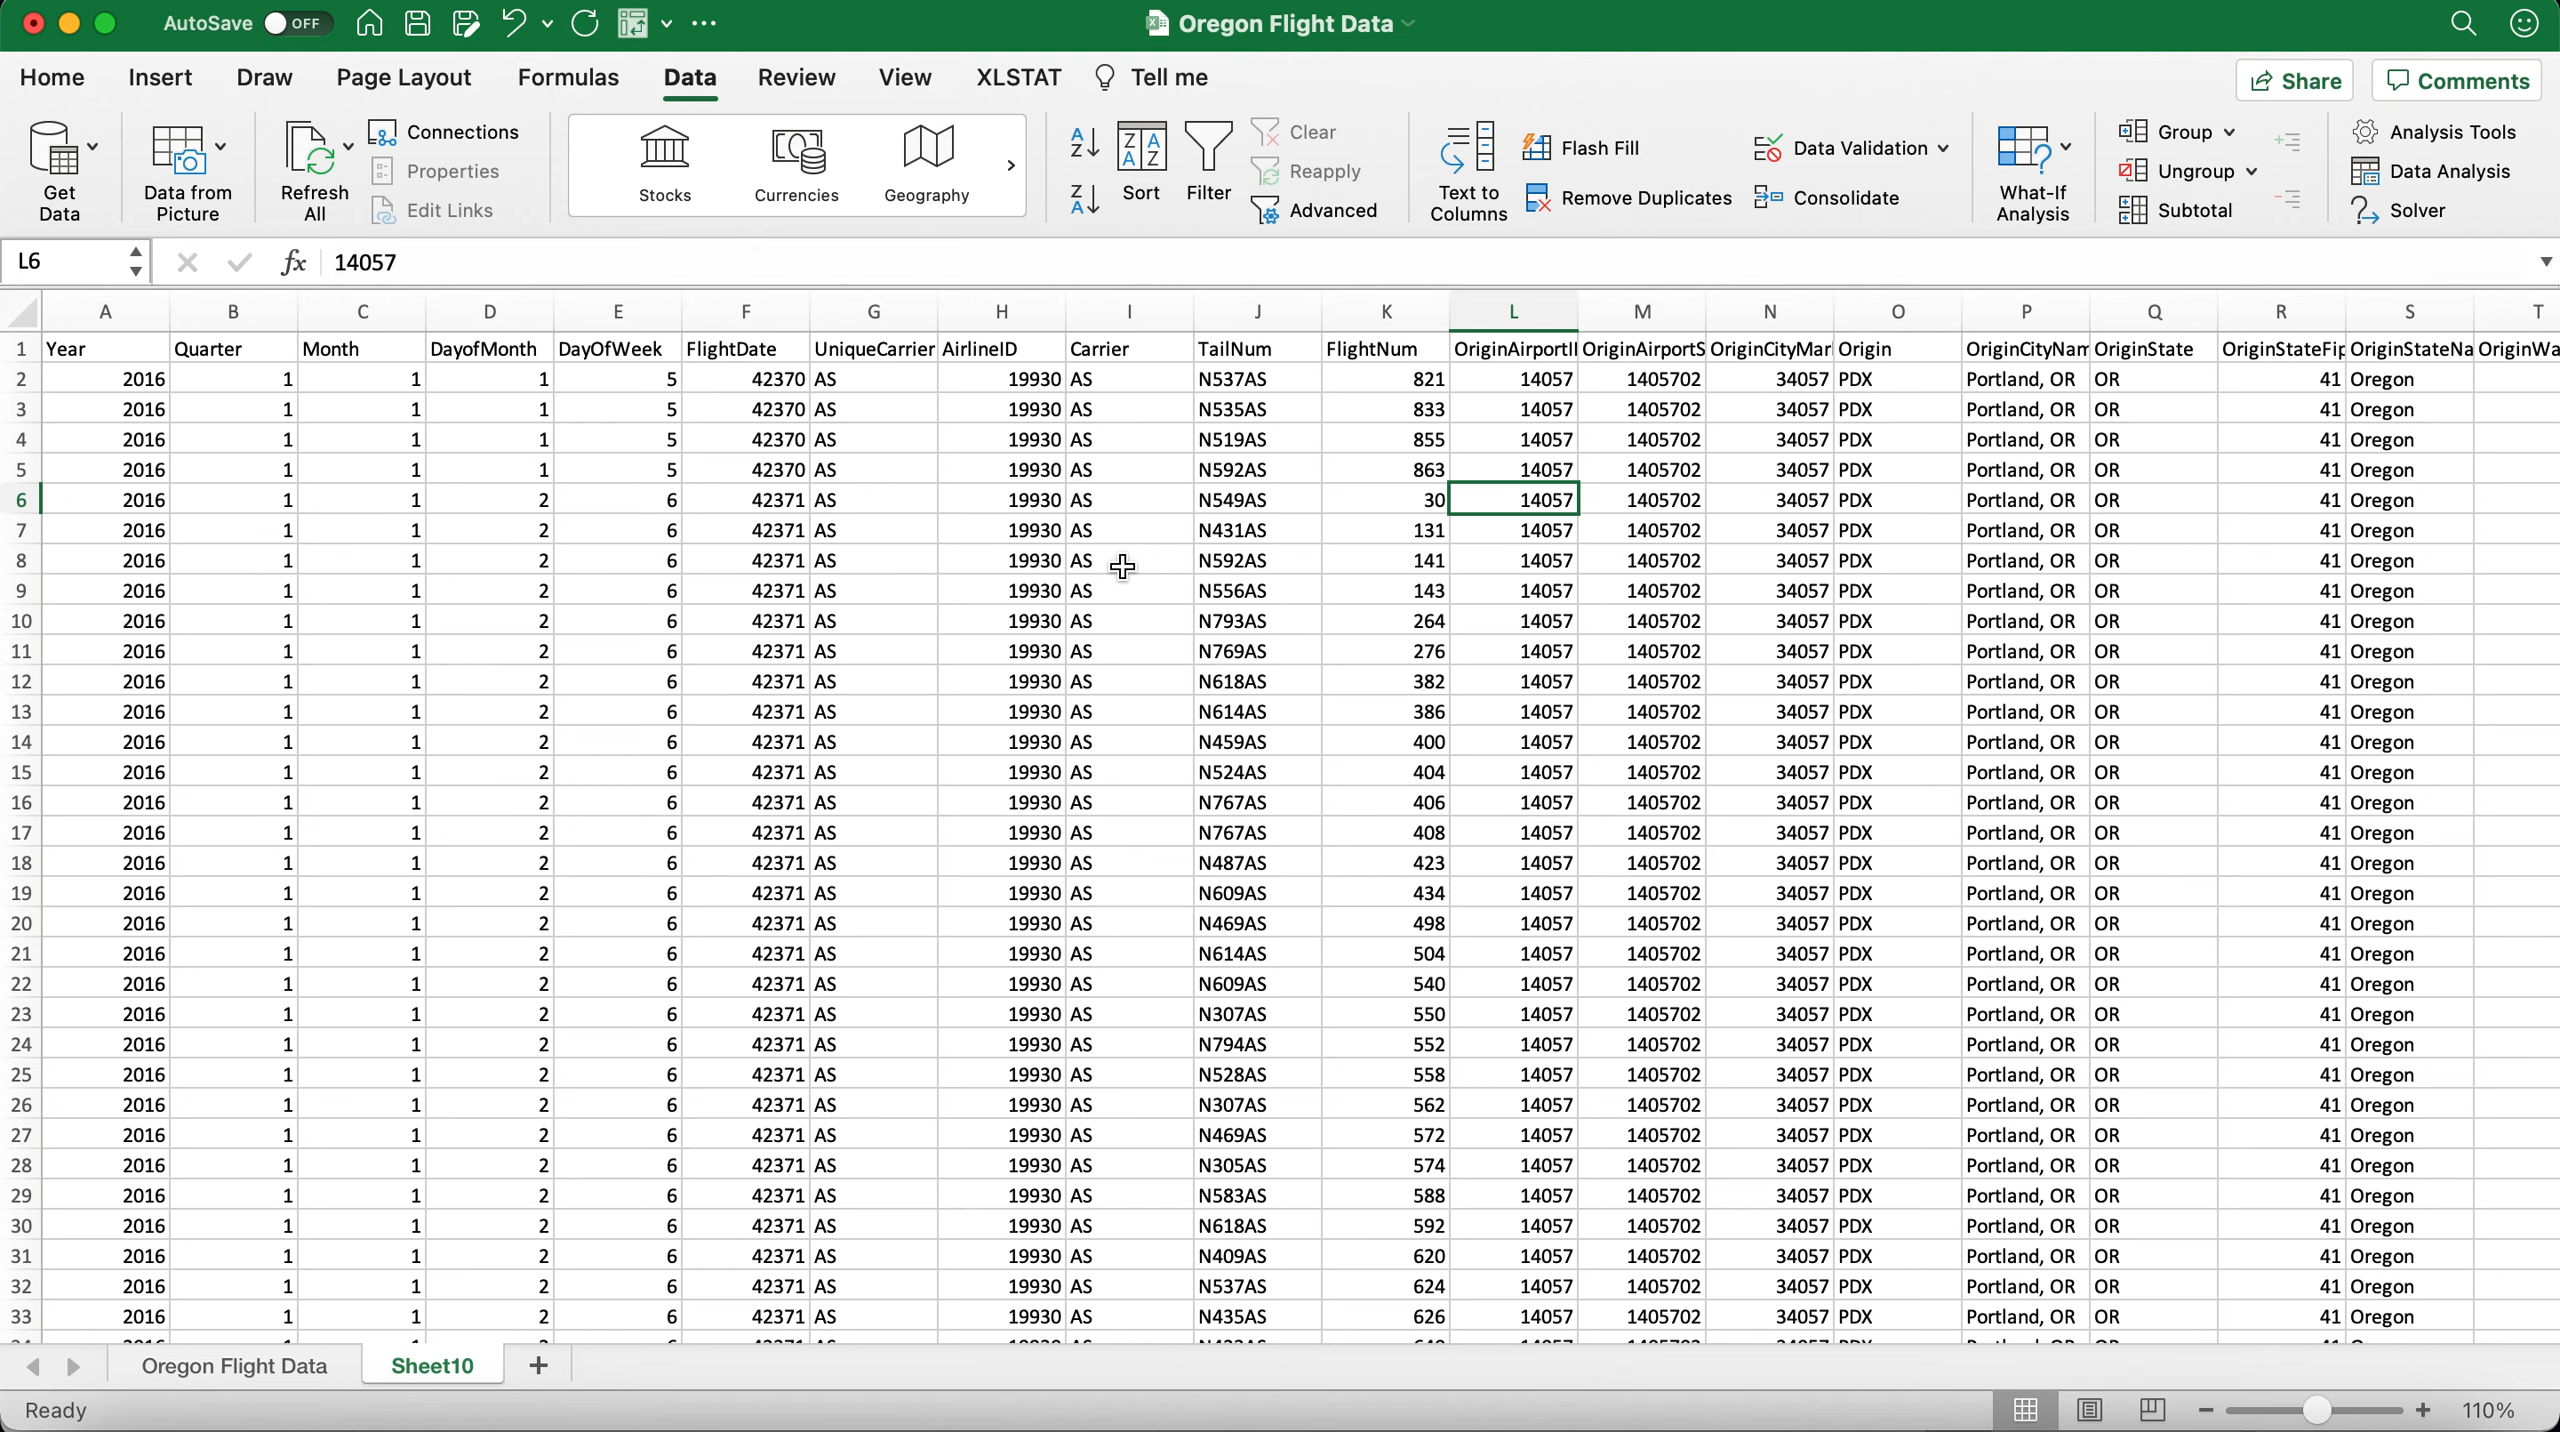 AutoSave OFF Oregon Flight Data
Home Insert Draw Page Layout Formulas Data Review View XLSTAT Tell me Share Comments
Get Data
Data from Picture
Refresh All
Connections
Properties
Edit Links
Stocks Currencies Geography
Sort Filter
Clear
Reapply
Advanced
Text to Columns
Flash Fill
Remove Duplicates
Data Validation
Consolidate
What-If Analysis
Group
Ungroup
Subtotal
Analysis Tools
Data Analysis
Solver
L6 fx 14057
A B C D E F G H I J K L M N O P Q R S T
1 Year Quarter Month DayofMonth DayOfWeek FlightDate UniqueCarrier AirlineID Carrier TailNum FlightNum OriginAirportI OriginAirportS OriginCityMar Origin OriginCityNam OriginState OriginStateFip OriginStateNa OriginWa
2 2016 1 1 1 5 42370 AS 19930 AS N537AS 821 14057 1405702 34057 PDX Portland, OR OR 41 Oregon
3 2016 1 1 1 5 42370 AS 19930 AS N535AS 833 14057 1405702 34057 PDX Portland, OR OR 41 Oregon
4 2016 1 1 1 5 42370 AS 19930 AS N519AS 855 14057 1405702 34057 PDX Portland, OR OR 41 Oregon
5 2016 1 1 1 5 42370 AS 19930 AS N592AS 863 14057 1405702 34057 PDX Portland, OR OR 41 Oregon
6 2016 1 1 2 6 42371 AS 19930 AS N549AS 30 14057 1405702 34057 PDX Portland, OR OR 41 Oregon
7 2016 1 1 2 6 42371 AS 19930 AS N431AS 131 14057 1405702 34057 PDX Portland, OR OR 41 Oregon
8 2016 1 1 2 6 42371 AS 19930 AS N592AS 141 14057 1405702 34057 PDX Portland, OR OR 41 Oregon
9 2016 1 1 2 6 42371 AS 19930 AS N556AS 143 14057 1405702 34057 PDX Portland, OR OR 41 Oregon
10 2016 1 1 2 6 42371 AS 19930 AS N793AS 264 14057 1405702 34057 PDX Portland, OR OR 41 Oregon
11 2016 1 1 2 6 42371 AS 19930 AS N769AS 276 14057 1405702 34057 PDX Portland, OR OR 41 Oregon
12 2016 1 1 2 6 42371 AS 19930 AS N618AS 382 14057 1405702 34057 PDX Portland, OR OR 41 Oregon
13 2016 1 1 2 6 42371 AS 19930 AS N614AS 386 14057 1405702 34057 PDX Portland, OR OR 41 Oregon
14 2016 1 1 2 6 42371 AS 19930 AS N459AS 400 14057 1405702 34057 PDX Portland, OR OR 41 Oregon
15 2016 1 1 2 6 42371 AS 19930 AS N524AS 404 14057 1405702 34057 PDX Portland, OR OR 41 Oregon
16 2016 1 1 2 6 42371 AS 19930 AS N767AS 406 14057 1405702 34057 PDX Portland, OR OR 41 Oregon
17 2016 1 1 2 6 42371 AS 19930 AS N767AS 408 14057 1405702 34057 PDX Portland, OR OR 41 Oregon
18 2016 1 1 2 6 42371 AS 19930 AS N487AS 423 14057 1405702 34057 PDX Portland, OR OR 41 Oregon
19 2016 1 1 2 6 42371 AS 19930 AS N609AS 434 14057 1405702 34057 PDX Portland, OR OR 41 Oregon
20 2016 1 1 2 6 42371 AS 19930 AS N469AS 498 14057 1405702 34057 PDX Portland, OR OR 41 Oregon
21 2016 1 1 2 6 42371 AS 19930 AS N614AS 504 14057 1405702 34057 PDX Portland, OR OR 41 Oregon
22 2016 1 1 2 6 42371 AS 19930 AS N609AS 540 14057 1405702 34057 PDX Portland, OR OR 41 Oregon
23 2016 1 1 2 6 42371 AS 19930 AS N307AS 550 14057 1405702 34057 PDX Portland, OR OR 41 Oregon
24 2016 1 1 2 6 42371 AS 19930 AS N794AS 552 14057 1405702 34057 PDX Portland, OR OR 41 Oregon
25 2016 1 1 2 6 42371 AS 19930 AS N528AS 558 14057 1405702 34057 PDX Portland, OR OR 41 Oregon
26 2016 1 1 2 6 42371 AS 19930 AS N307AS 562 14057 1405702 34057 PDX Portland, OR OR 41 Oregon
27 2016 1 1 2 6 42371 AS 19930 AS N469AS 572 14057 1405702 34057 PDX Portland, OR OR 41 Oregon
28 2016 1 1 2 6 42371 AS 19930 AS N305AS 574 14057 1405702 34057 PDX Portland, OR OR 41 Oregon
29 2016 1 1 2 6 42371 AS 19930 AS N583AS 588 14057 1405702 34057 PDX Portland, OR OR 41 Oregon
30 2016 1 1 2 6 42371 AS 19930 AS N618AS 592 14057 1405702 34057 PDX Portland, OR OR 41 Oregon
31 2016 1 1 2 6 42371 AS 19930 AS N409AS 620 14057 1405702 34057 PDX Portland, OR OR 41 Oregon
32 2016 1 1 2 6 42371 AS 19930 AS N537AS 624 14057 1405702 34057 PDX Portland, OR OR 41 Oregon
33 2016 1 1 2 6 42371 AS 19930 AS N435AS 626 14057 1405702 34057 PDX Portland, OR OR 41 Oregon
Oregon Flight Data Sheet10
Ready 110%